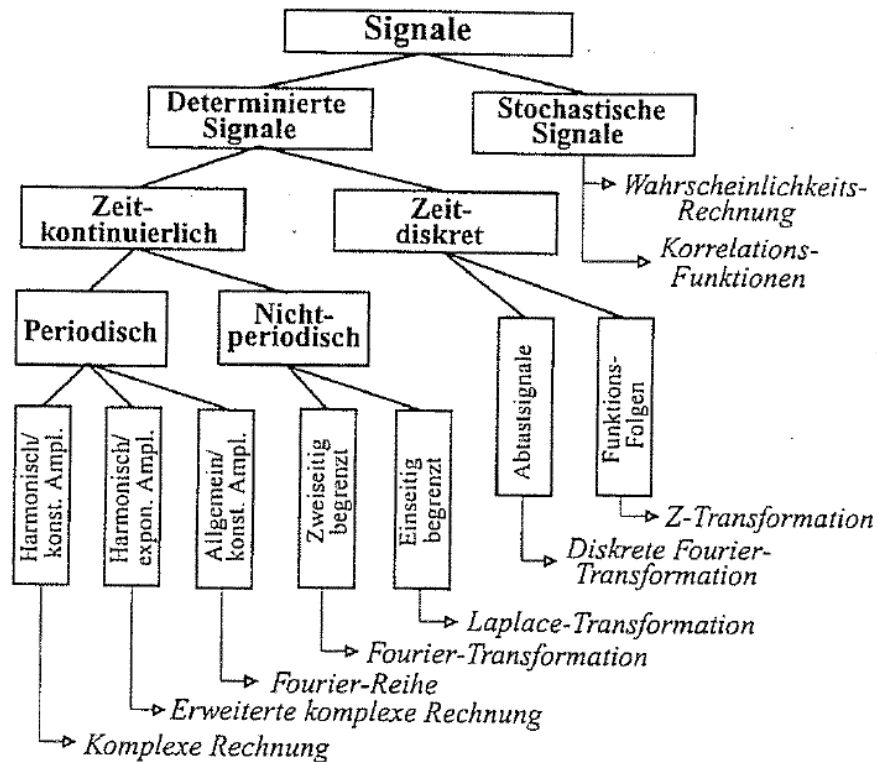 Signale
Determinierte
Signale
Stochastische
Signale
Wahrscheinlichkeits-
Rechnung
Korrelations-
Funktionen
Zeit-
kontinuierlich
Zeit-
diskret
Periodisch
Nicht-
periodisch
Harmonisch/
konst. Ampl.
Harmonisch/
expon. Ampl.
Allgemein/
konst. Ampl.
Zweiseitig
begrenzt
Einseitig
begrenzt
Abtastsignale
Funktions-
Folgen
Z-Transformation
Diskrete Fourier-
Transformation
Laplace-Transformation
Fourier-Transformation
Fourier-Reihe
Erweiterte komplexe Rechnung
Komplexe Rechnung